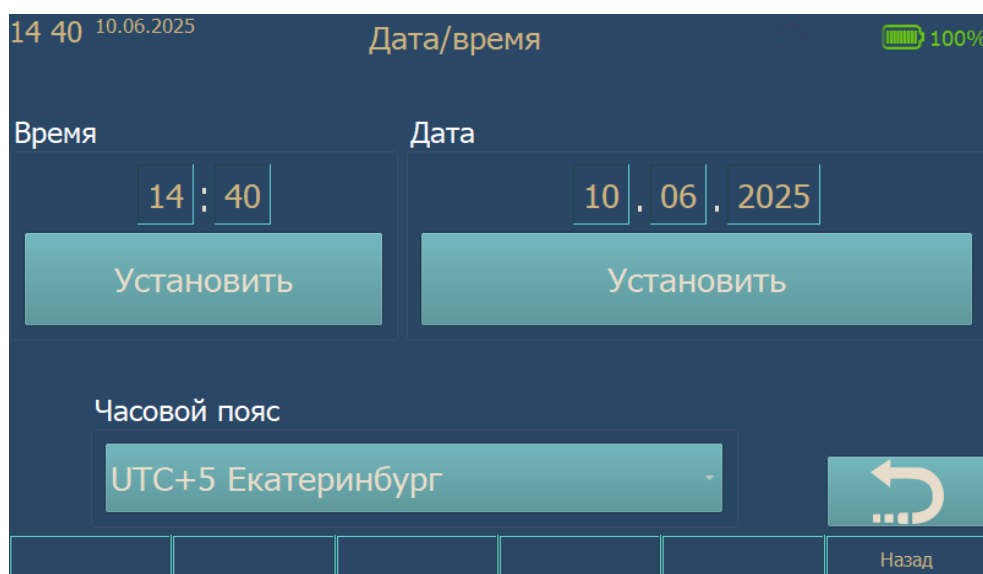 14 40 10.06.2025 Дата/время 100%
Время Дата
14 : 40 10 . 06 . 2025
Установить Установить
Часовой пояс
UTC+5 Екатеринбург
Назад